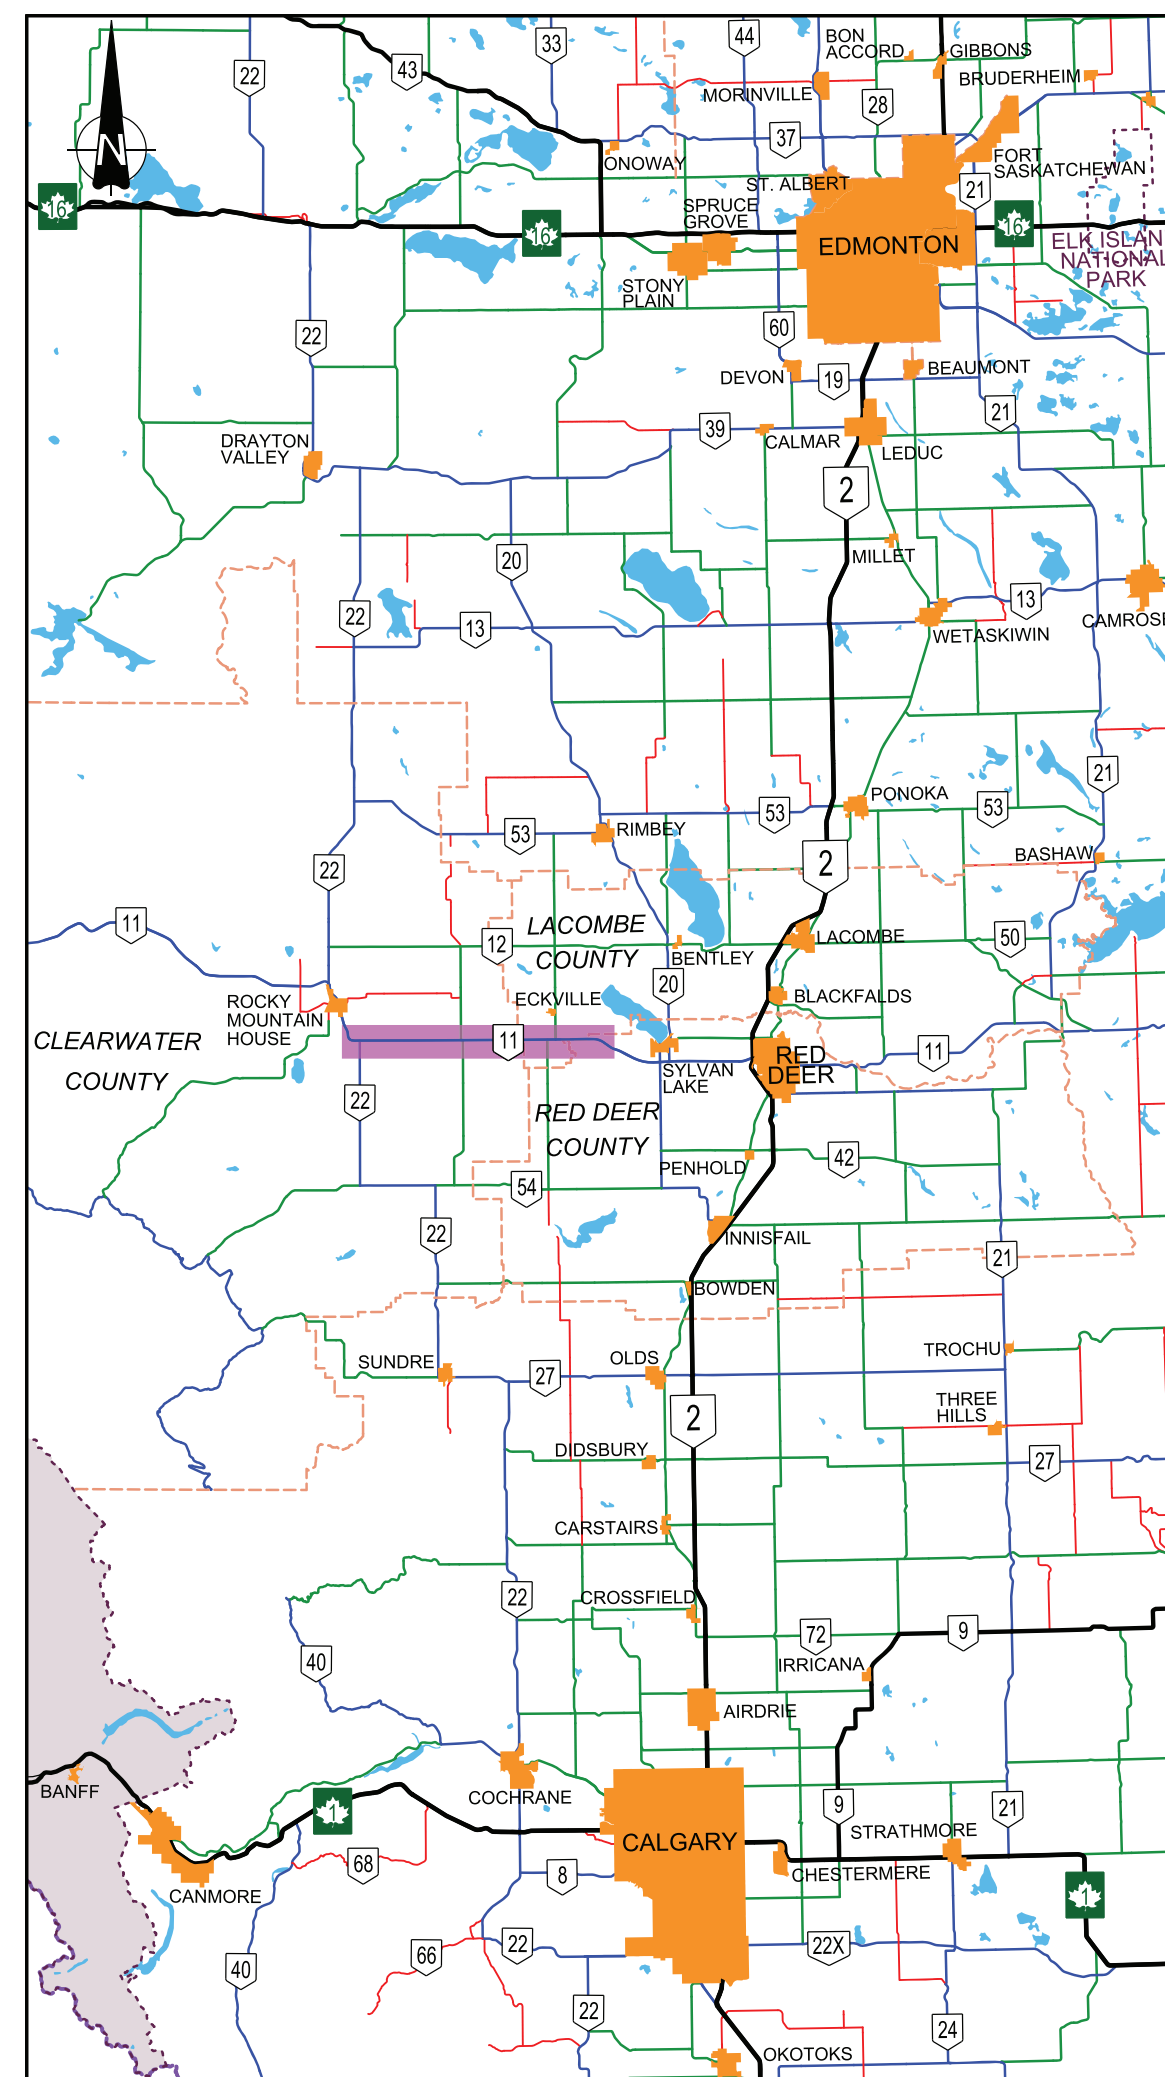 33
44
BON
ACCORD
GIBBONS
22
43
BRUDERHEIM
MORINVILLE
28
37
N
ONOWAY
FORT
SASKATCHEWAN
ST. ALBERT
21
16
SPRUCE
GROVE
16
16
EDMONTON
ELK ISLAN
NATIONAL
PARK
STONY
PLAIN
22
60
DEVON
19
BEAUMONT
21
39
CALMAR
DRAYTON
VALLEY
LEDUC
2
20
MILLET
22
13
13
WETASKIWIN
CAMROSE
21
PONOKA
53
53
53
RIMBEY
2
BASHAW
22
11
LACOMBE
COUNTY
12
50
LACOMBE
BENTLEY
20
ECKVILLE
BLACKFALDS
ROCKY
MOUNTAIN
HOUSE
CLEARWATER
COUNTY
11
11
RED
DEER
SYLVAN
LAKE
22
RED DEER
COUNTY
42
PENHOLD
54
22
INNISFAIL
21
BOWDEN
TROCHU
SUNDRE
OLDS
27
THREE
HILLS
2
DIDSBURY
27
CARSTAIRS
22
CROSSFIELD
72
9
40
IRRICANA
AIRDRIE
BANFF
COCHRANE
1
9
21
STRATHMORE
CALGARY
68
8
CHESTERMERE
CANMORE
1
22
22X
66
40
22
24
OKOTOKS